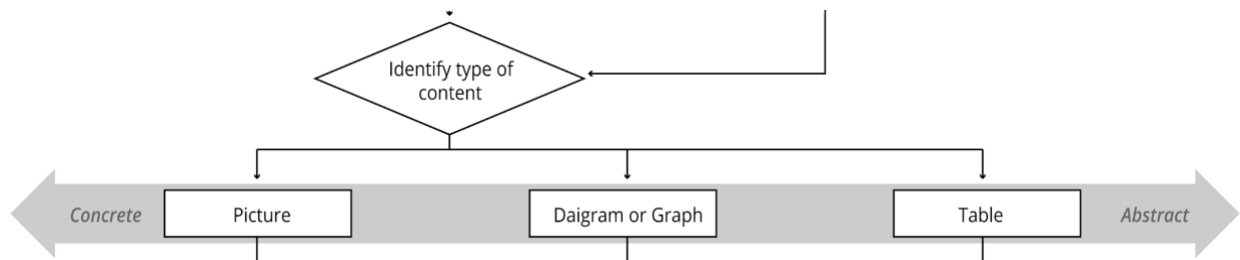 Identify type of
content
Concrete
Picture
Daigram or Graph
Table
Abstract